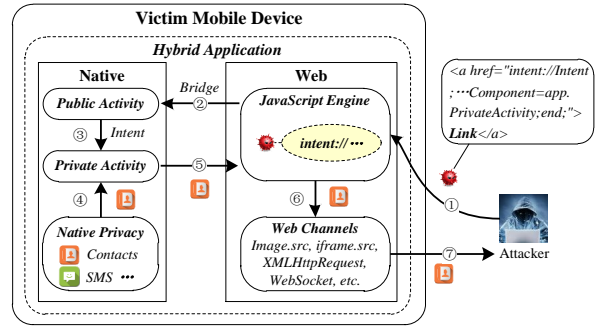 Victim Mobile Device
Hybrid Application
Native
Web
Bridge
Public Activity
②
JavaScript Engine
③
Intent
intent:// ⋯
Private Activity
⑤
④
⑥
①
Native Privacy
Contacts
SMS ⋯
Web Channels
Image.src, iframe.src,
XMLHttpRequest,
WebSocket, etc.
⑦
<a href="intent://Intent
;⋯Component=app.
PrivateActivity;end;">
Link</a>
Attacker